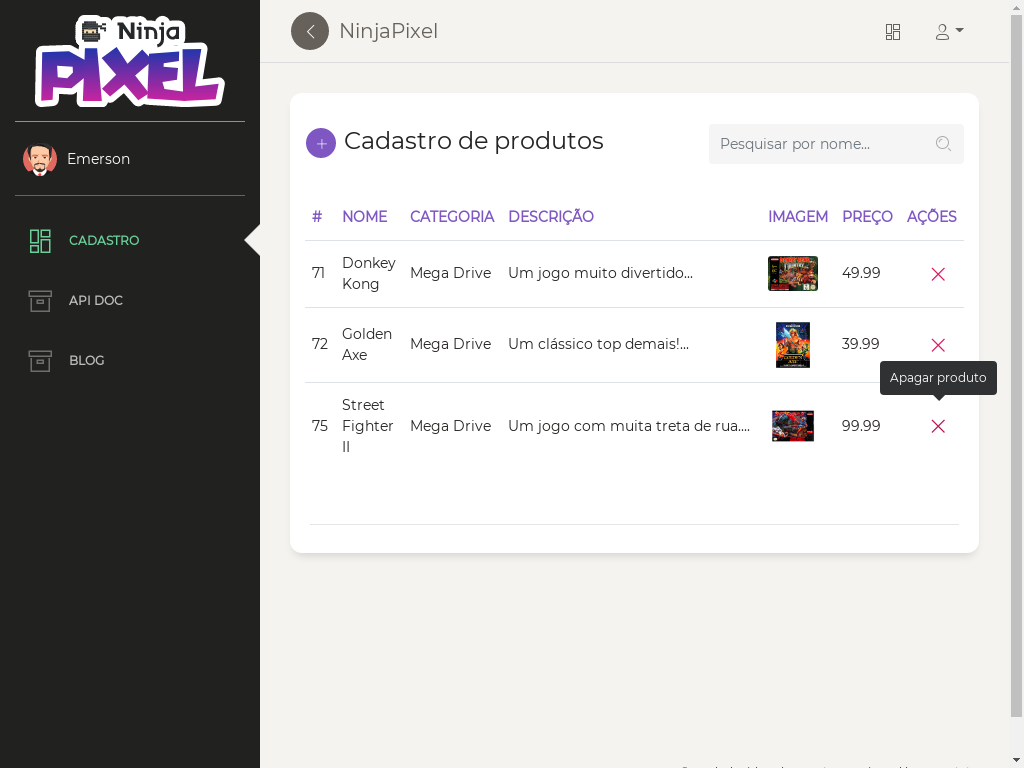 Ninja
PIXEL
NinjaPixel
Emerson
CADASTRO
API DOC
BLOG
Cadastro de produtos
Pesquisar por nome...
# NOME CATEGORIA DESCRIÇÃO IMAGEM PREÇO AÇÕES
71 Donkey Kong Mega Drive Um jogo muito divertido... 49.99
72 Golden Axe Mega Drive Um clássico top demais!... 39.99
Apagar produto
75 Street Fighter II Mega Drive Um jogo com muita treta de rua.... 99.99